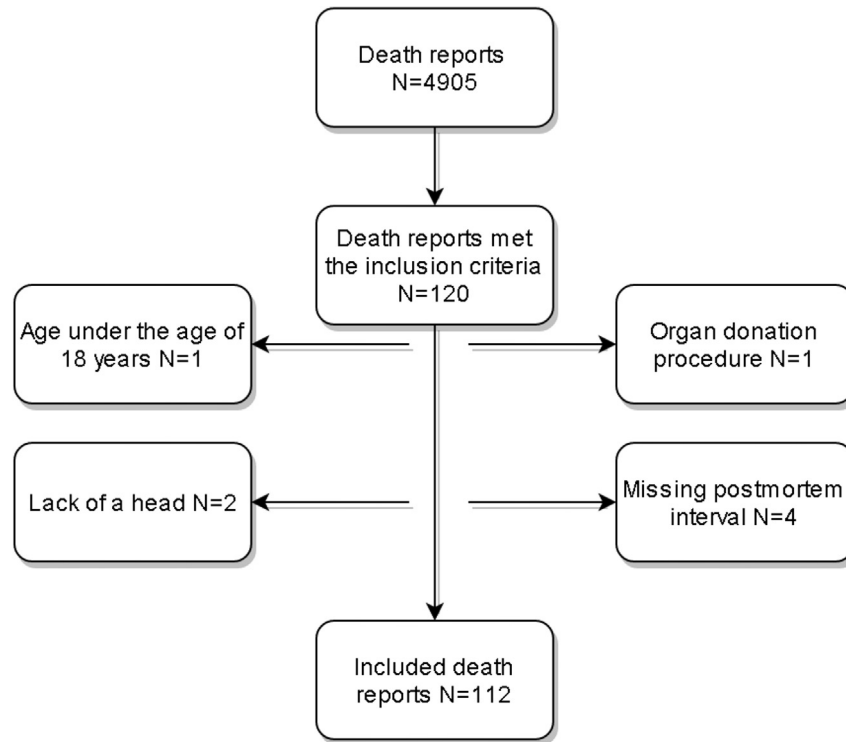 Death reports
N=4905
Death reports met
the inclusion criteria
N=120
Age under the age of
18 years N=1
Organ donation
procedure N=1
Lack of a head N=2
Missing postmortem
interval N=4
Included death
reports N=112